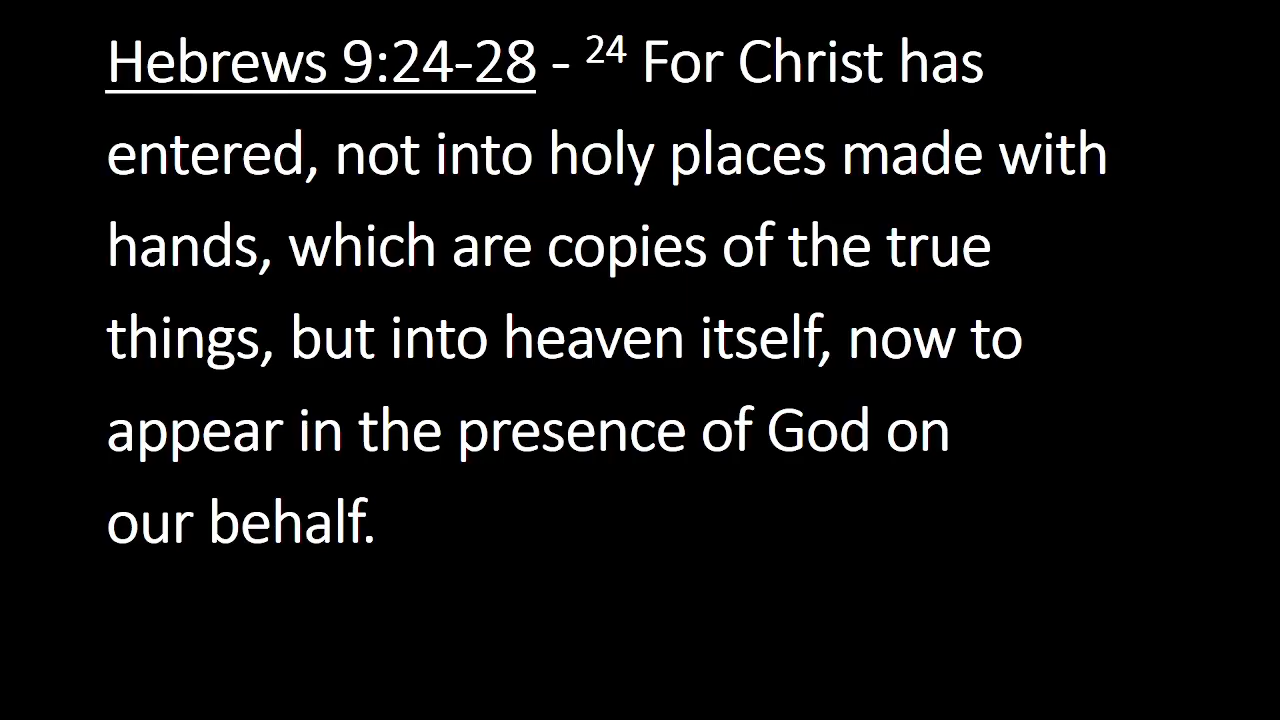 Hebrews 9:24-28 - 24 For Christ has
entered, not into holy places made with
hands, which are copies of the true
things, but into heaven itself, now to
appear in the presence of God on
our behalf.